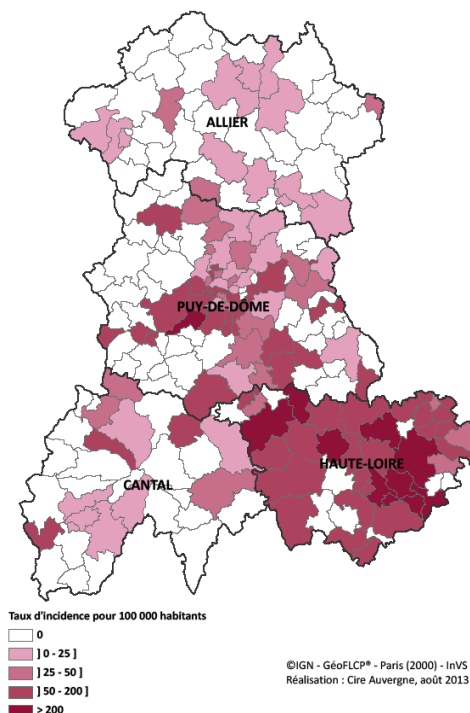 ALLIER
PUY-DE-DÔME
HAUTE-LOIRE
CANTAL
Taux d'incidence pour 100 000 habitants
0
] 0 - 25 ]
] 25 - 50 ]
] 50 - 200 ]
> 200
©IGN - GéoFLCP® - Paris (2000) - InVS
Réalisation : Cire Auvergne, août 2013